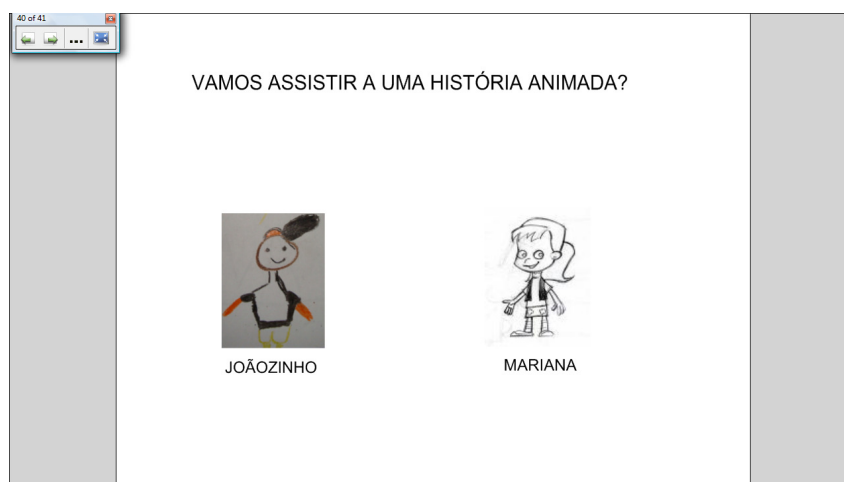 40 of 41
VAMOS ASSISTIR A UMA HISTÓRIA ANIMADA?
JOÃOZINHO
MARIANA